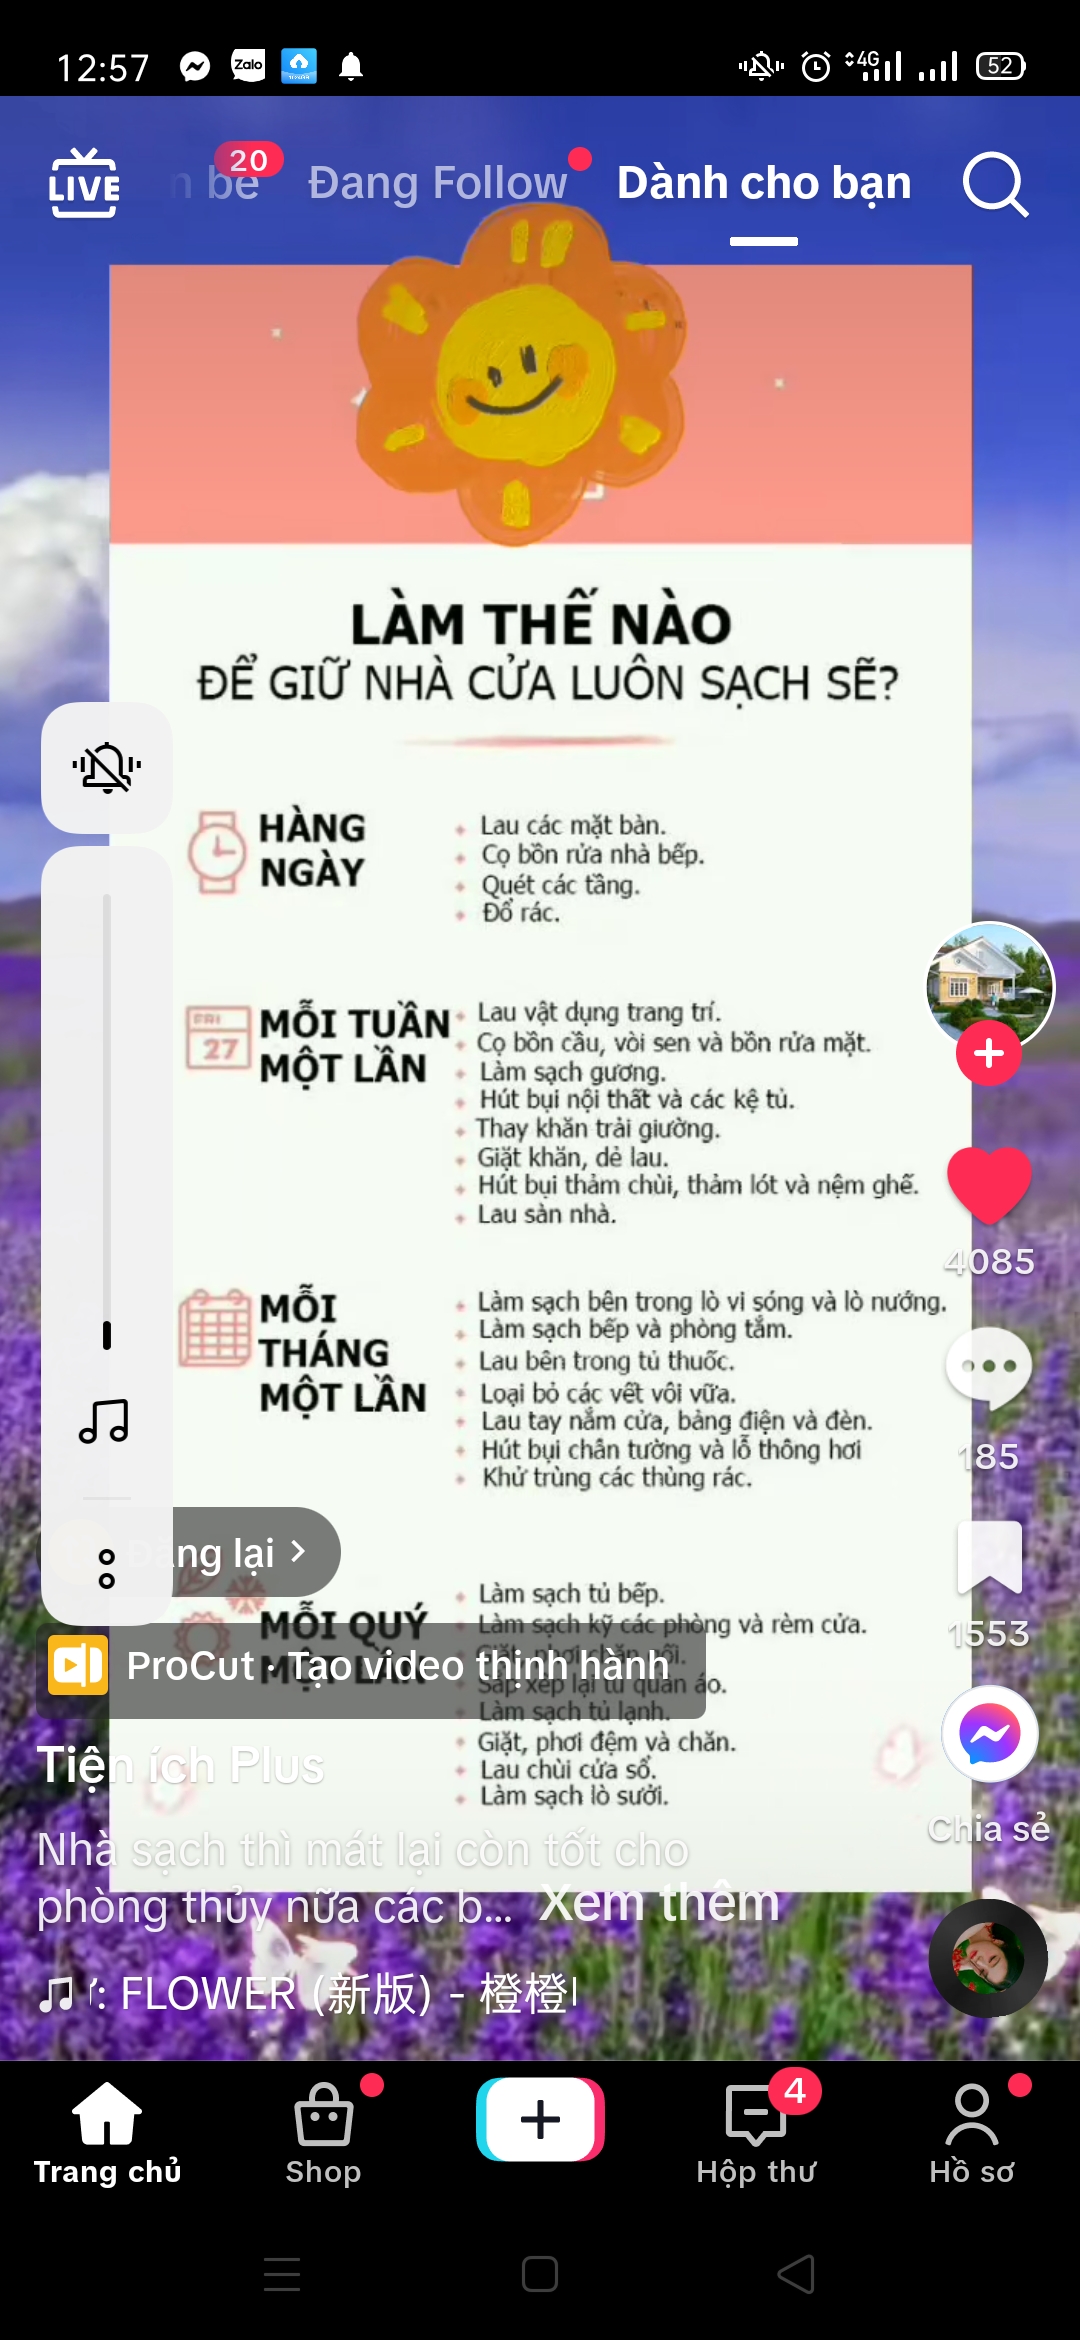 12:57
Zalo
4G
52
LIVE
n bè
20
Đang Follow
Dành cho bạn
LÀM THẾ NÀO
ĐỂ GIỮ NHÀ CỬA LUÔN SẠCH SẼ?
HÀNG
NGÀY
Lau các mặt bàn.
Cọ bồn rửa nhà bếp.
Quét các tầng.
Đổ rác.
FRI
27
MỖI TUẦN
MỘT LẦN
Lau vật dụng trang trí.
Cọ bồn cầu, vòi sen và bồn rửa mặt.
Làm sạch gương.
Hút bụi nội thất và các kệ tủ.
Thay khăn trải giường.
Giặt khăn, dẻ lau.
Hút bụi thảm chùi, thảm lót và nệm ghế.
Lau sàn nhà.
MỖI
THÁNG
MỘT LẦN
Làm sạch bên trong lò vi sóng và lò nướng.
Làm sạch bếp và phòng tắm.
Lau bên trong tủ thuốc.
Loại bỏ các vết vôi vữa.
Lau tay nắm cửa, bảng điện và đèn.
Hút bụi chân tường và lỗ thông hơi
Khử trùng các thùng rác.
MỖI QUÝ
MỘT LẦN
Làm sạch tủ bếp.
Làm sạch kỹ các phòng và rèm cửa.
Giặt, phơi chăn gối.
Sắp xếp lại tủ quần áo.
Làm sạch tủ lạnh.
Giặt, phơi đệm và chăn.
Lau chùi cửa sổ.
Làm sạch lò sưởi.
4085
185
1553
Chia sẻ
Đăng lại
ProCut · Tạo video thịnh hành
Tiện ích Plus
Nhà sạch thì mát lại còn tốt cho
phòng thủy nữa các b... Xem thêm
: FLOWER (新版) - 橙橙
Trang chủ
Shop
4
Hộp thư
Hồ sơ